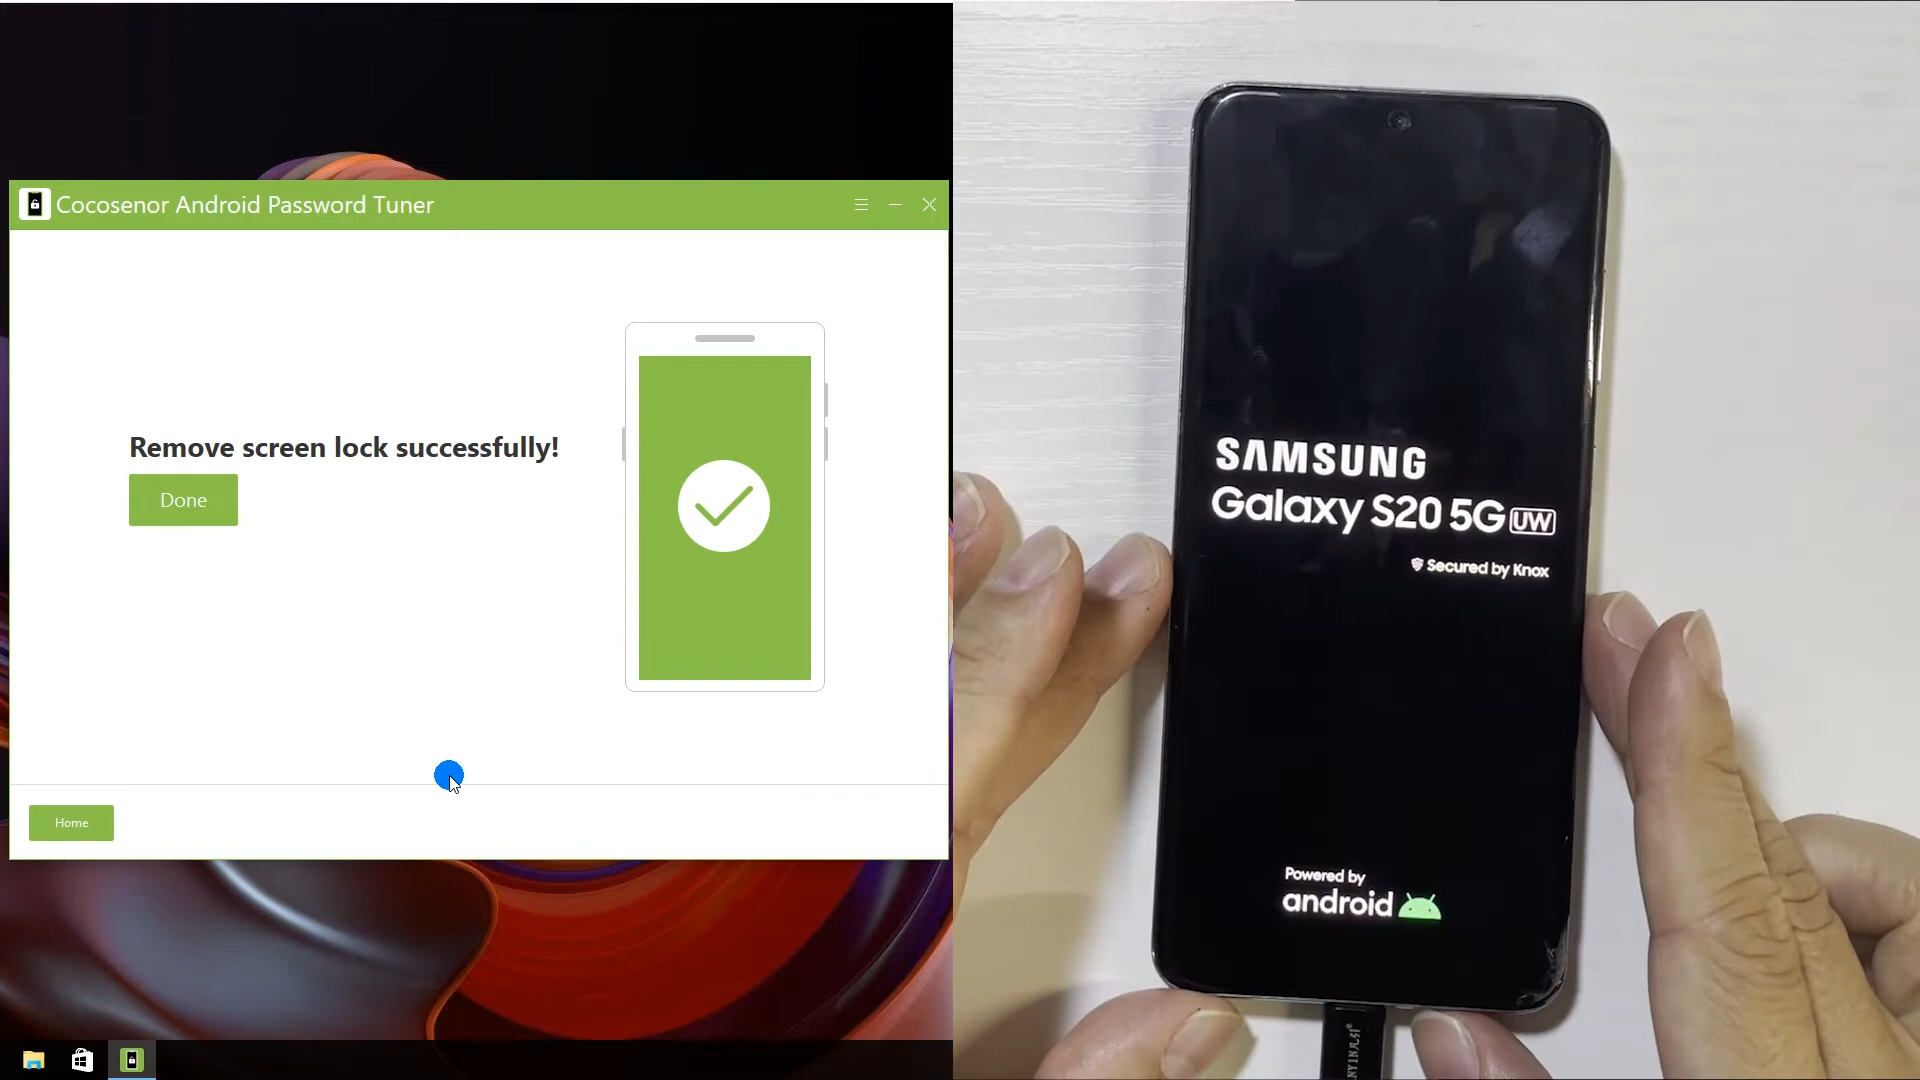 Cocosenor Android Password Tuner
Remove screen lock successfully!
Done
Home
SAMSUNG
Galaxy S20 5G UW
Secured by Knox
Powered by
android